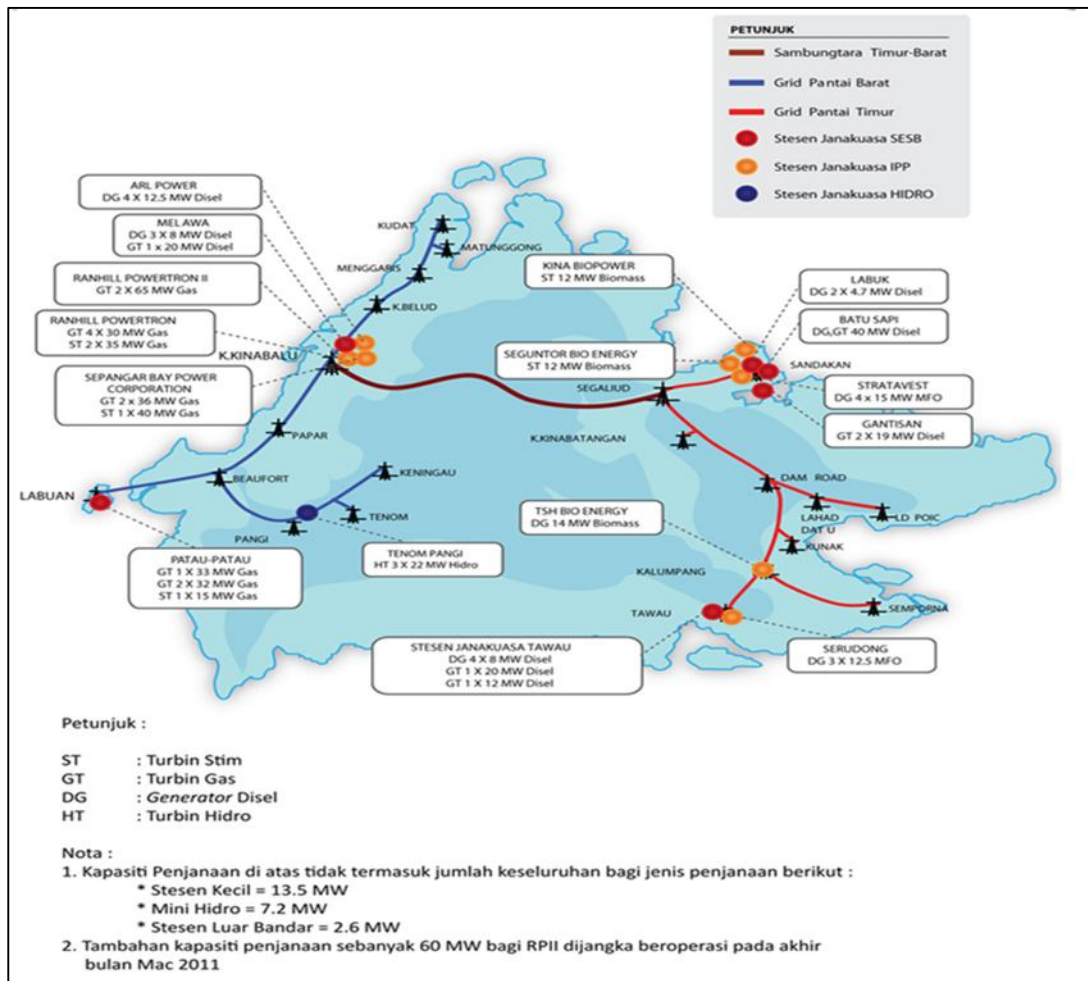 PETUNJUK
Sambungtara Timur-Barat
Grid Pantai Barat
Grid Pantai Timur
Stesen Janakuasa SESB
Stesen Janakuasa IPP
Stesen Janakuasa HIDRO
ARL POWER
DG 4 X 12.5 MW Disel
MELAWA
DG 3 X 8 MW Disel
GT 1 x 20 MW Disel
RANHILL POWERTRON II
GT 2 X 65 MW Gas
RANHILL POWERTRON
GT 4 X 30 MW Gas
ST 2 X 35 MW Gas
SEPANGAR BAY POWER
CORPORATION
GT 2 x 36 MW Gas
ST 1 X 40 MW Gas
KUDAT
MATUNGGONG
MENGGARIS
K.BELUD
K.KINABALU
PAPAR
BEAUFORT
LABUAN
KENINGAU
TENOM
PANGI
PATAU-PATAU
GT 1 X 33 MW Gas
GT 2 X 32 MW Gas
ST 1 X 15 MW Gas
TENOM PANGI
HT 3 X 22 MW Hidro
KINA BIOPOWER
ST 12 MW Biomass
SEGUNTOR BIO ENERGY
ST 12 MW Biomass
LABUK
DG 2 X 4.7 MW Disel
BATU SAPI
DG,GT 40 MW Disel
SANDAKAN
STRATAVEST
DG 4 x 15 MW MFO
GANTISAN
GT 2 X 19 MW Disel
SEGALIUD
K.KINABATANGAN
DAM ROAD
LAHAD
DAT U
LD POIC
KUNAK
TSH BIO ENERGY
DG 14 MW Biomass
KALUMPANG
TAWAU
SEMPORNA
STESEN JANAKUASA TAWAU
DG 4 X 8 MW Disel
GT 1 X 20 MW Disel
GT 1 X 12 MW Disel
SERUDONG
DG 3 X 12.5 MFO
Petunjuk :
ST : Turbin Stim
GT : Turbin Gas
DG : Generator Disel
HT : Turbin Hidro
Nota :
1. Kapasiti Penjanaan di atas tidak termasuk jumlah keseluruhan bagi jenis penjanaan berikut :
* Stesen Kecil = 13.5 MW
* Mini Hidro = 7.2 MW
* Stesen Luar Bandar = 2.6 MW
2. Tambahan kapasiti penjanaan sebanyak 60 MW bagi RPII dijangka beroperasi pada akhir
bulan Mac 2011